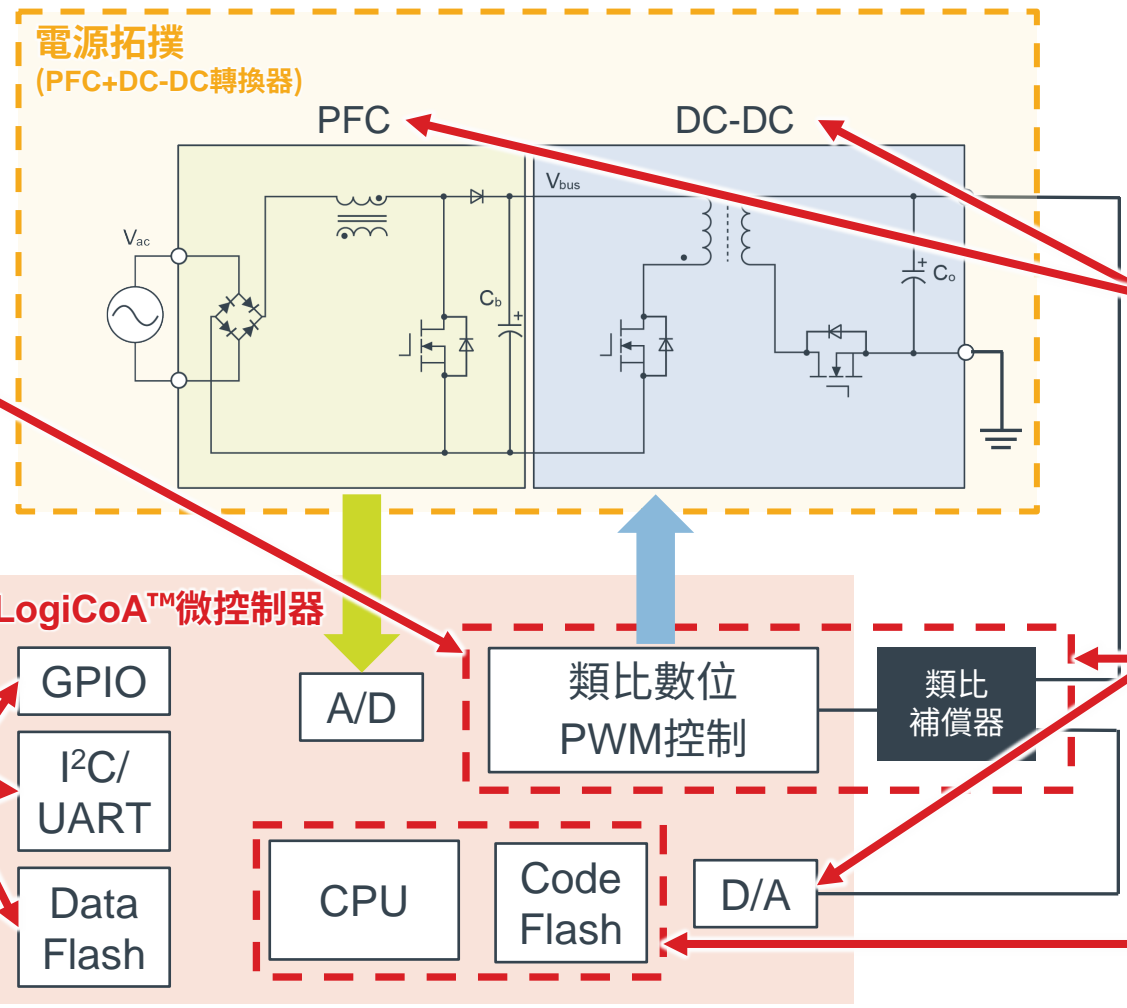 電源拓撲
(PFC+DC-DC轉換器)
PFC
DC-DC
Vbus
Vac
Cb
+
Co
+
LogiCoA™微控制器
GPIO
A/D
類比數位
PWM控制
類比
補償器
I²C/
UART
CPU
Code
Flash
D/A
Data
Flash